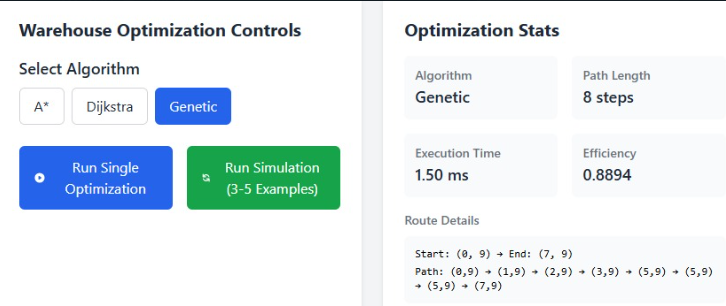 Warehouse Optimization Controls
Select Algorithm
A*
Dijkstra
Genetic
Run Single
Optimization
Run Simulation
(3-5 Examples)
Optimization Stats
Algorithm
Genetic
Path Length
8 steps
Execution Time
1.50 ms
Efficiency
0.8894
Route Details
Start: (0, 9) → End: (7, 9)
Path: (0,9) → (1,9) → (2,9) → (3,9) → (5,9) → (5,9)
→ (5,9) → (7,9)